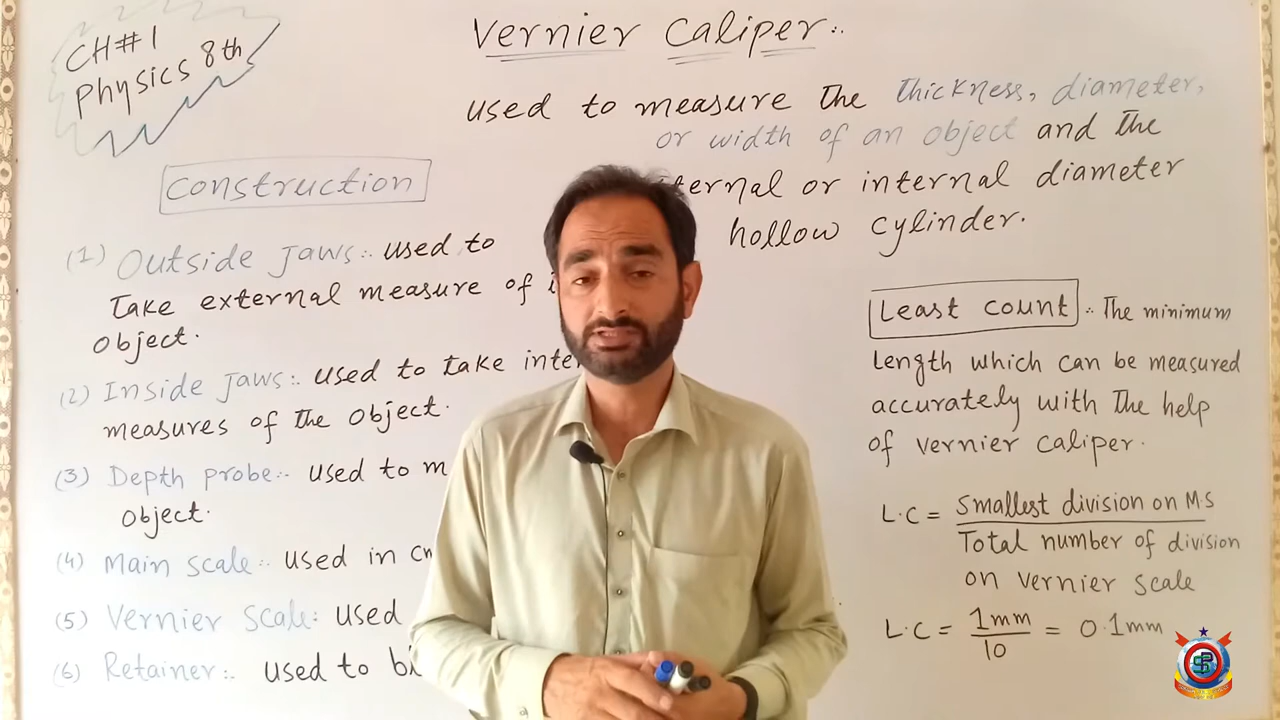 CH#1
Physics 8th
Vernier Caliper:.
used to measure the thickness, diameter,
or width of an object and the
ternal or internal diameter
hollow cylinder.
Construction
(1) Outside Jaws:. used to
Take external measure of
object.
(2) Inside Jaws:. used to take inte
measures of the object.
(3) Depth probe:- used to m
object.
(4) Main scale:. used in cm
(5) Vernier scale: used
(6) Retainer:. used to bl
Least count :. The minimum
Length which can be measured
accurately with the help
of vernier caliper.
L.C = Smallest division on M.S
Total number of division
on vernier scale
L.C = 1mm/10 = 0.1mm